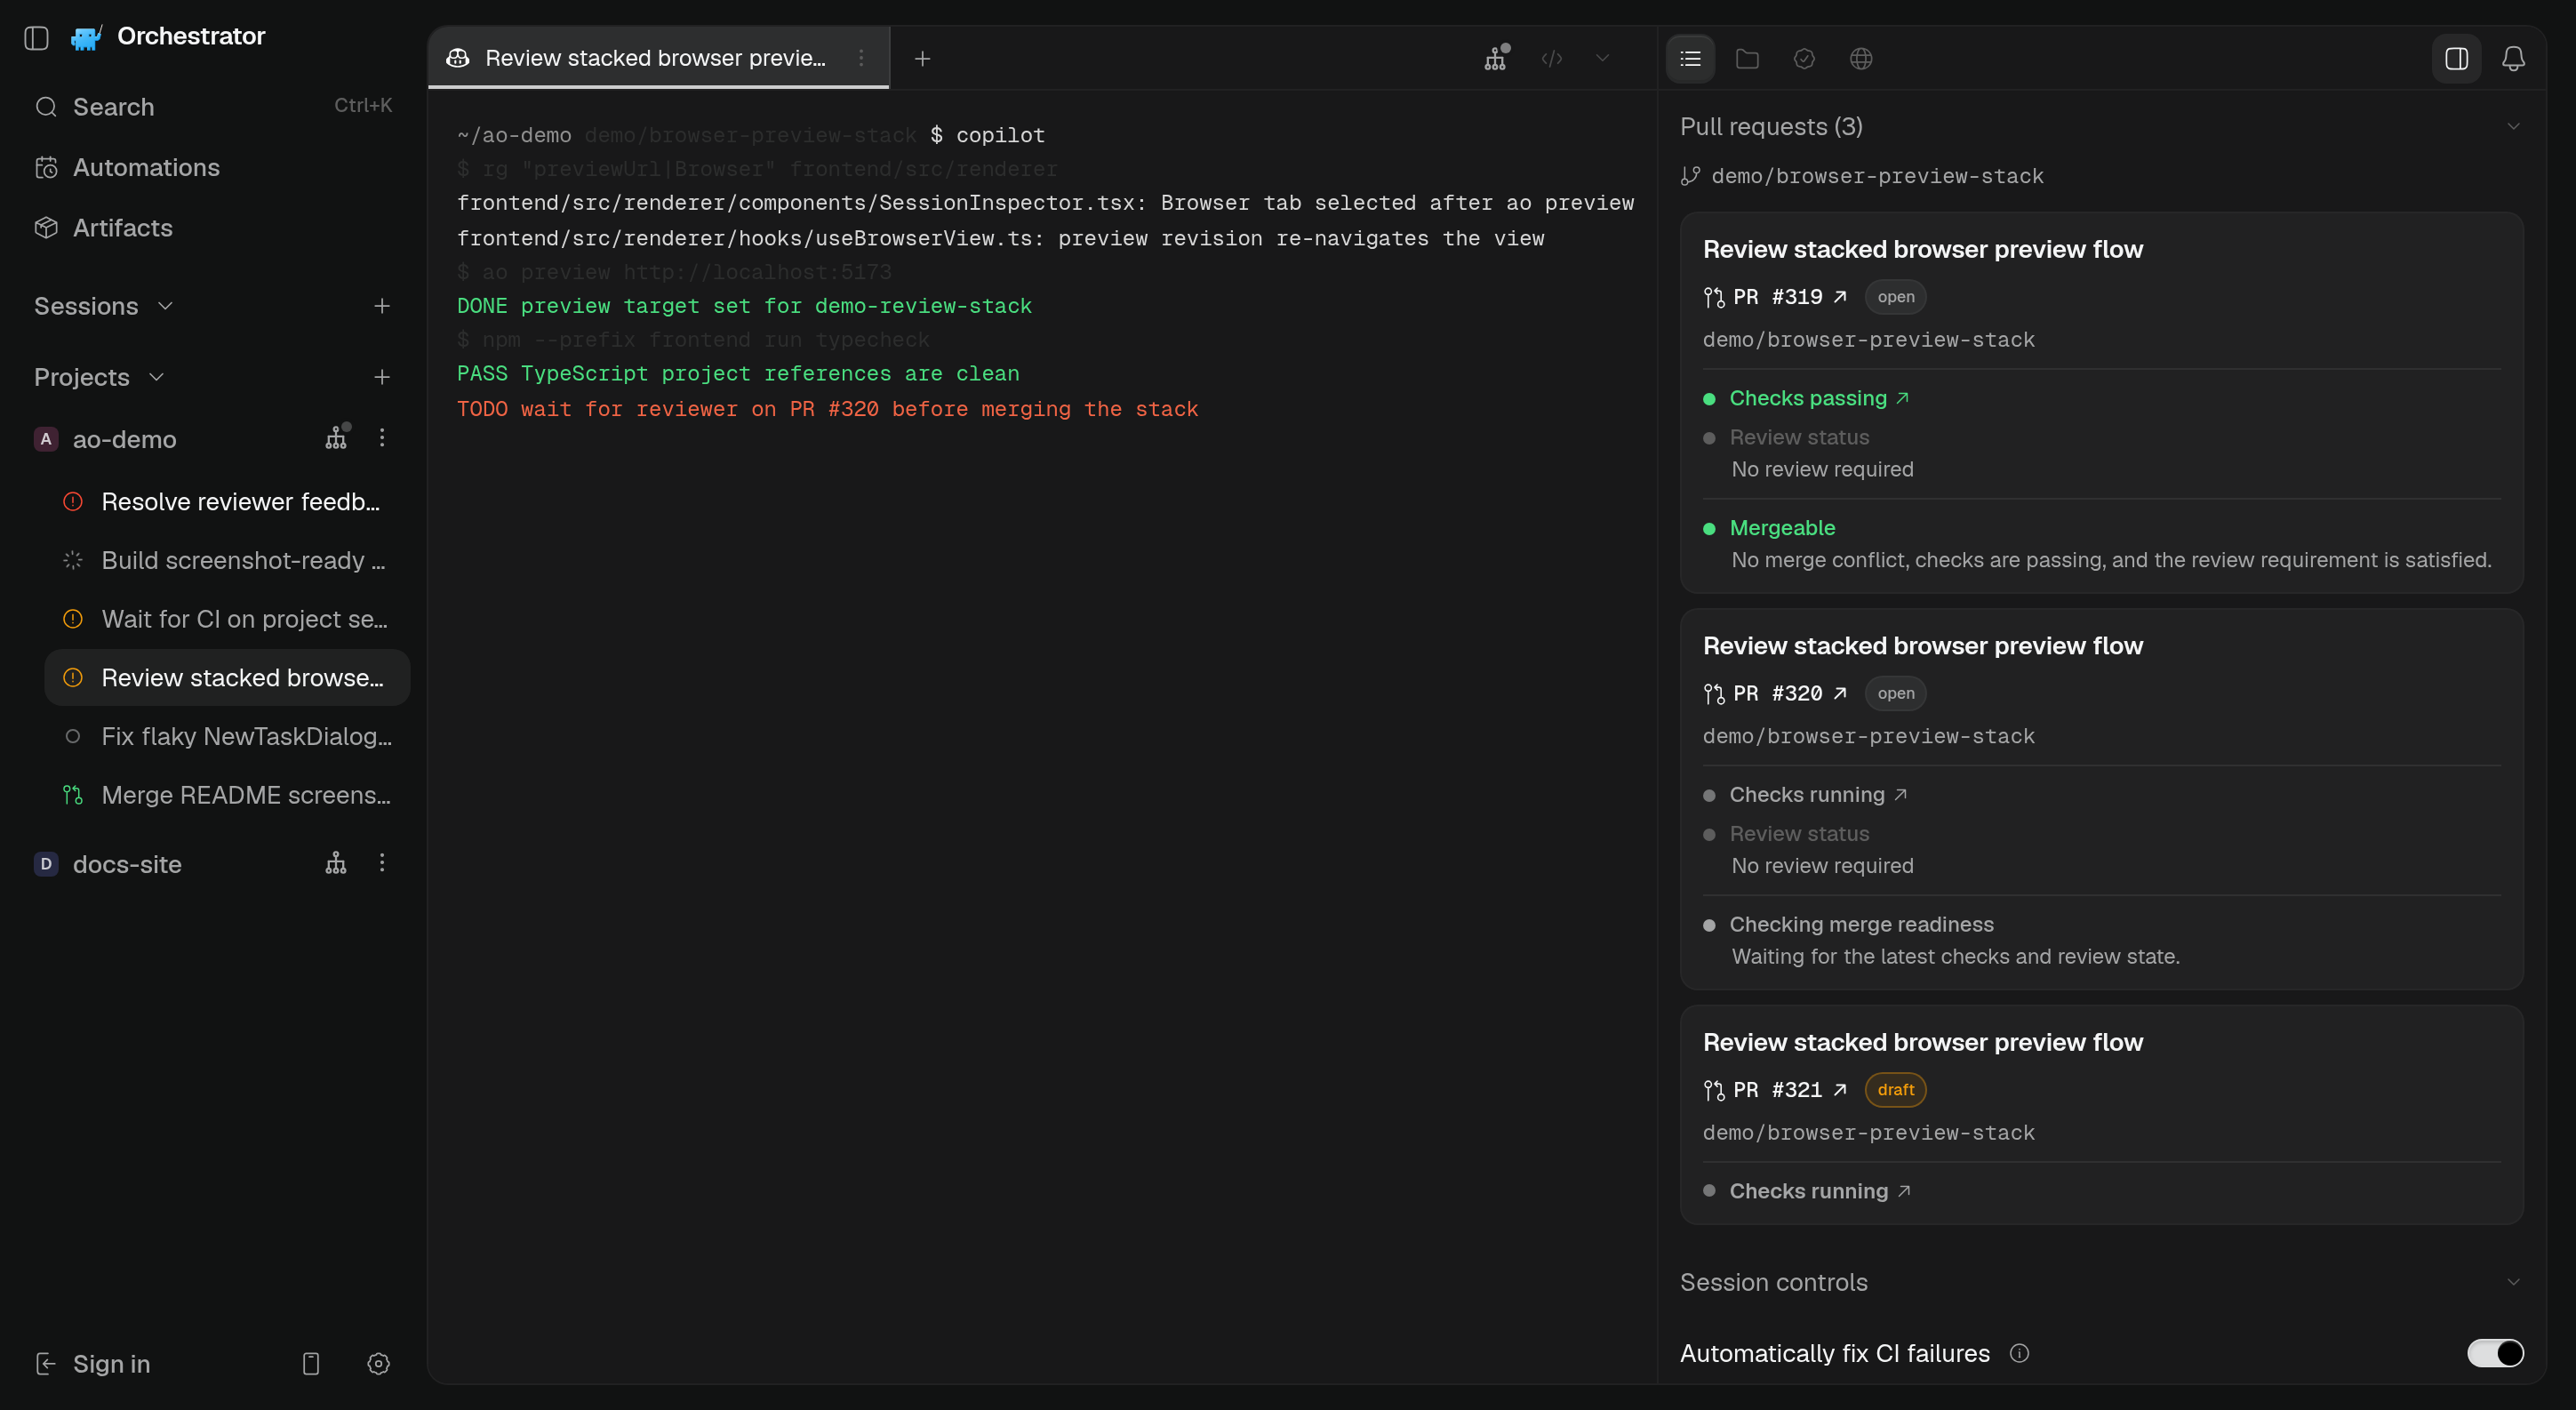 Orchestrator
Search Ctrl+K
Automations
Artifacts
Sessions
Projects
A ao-demo
Resolve reviewer feedb...
Build screenshot-ready ...
Wait for CI on project se...
Review stacked browse...
Fix flaky NewTaskDialog...
Merge README screens...
D docs-site
Sign in
Review stacked browser previe...
~/ao-demo demo/browser-preview-stack $ copilot
$ rg "previewUrl|Browser" frontend/src/renderer
frontend/src/renderer/components/SessionInspector.tsx: Browser tab selected after ao preview
frontend/src/renderer/hooks/useBrowserView.ts: preview revision re-navigates the view
$ ao preview http://localhost:5173
DONE preview target set for demo-review-stack
$ npm --prefix frontend run typecheck
PASS TypeScript project references are clean
TODO wait for reviewer on PR #320 before merging the stack
Pull requests (3)
demo/browser-preview-stack
Review stacked browser preview flow
PR #319 open
demo/browser-preview-stack
Checks passing
Review status
No review required
Mergeable
No merge conflict, checks are passing, and the review requirement is satisfied.
Review stacked browser preview flow
PR #320 open
demo/browser-preview-stack
Checks running
Review status
No review required
Checking merge readiness
Waiting for the latest checks and review state.
Review stacked browser preview flow
PR #321 draft
demo/browser-preview-stack
Checks running
Session controls
Automatically fix CI failures